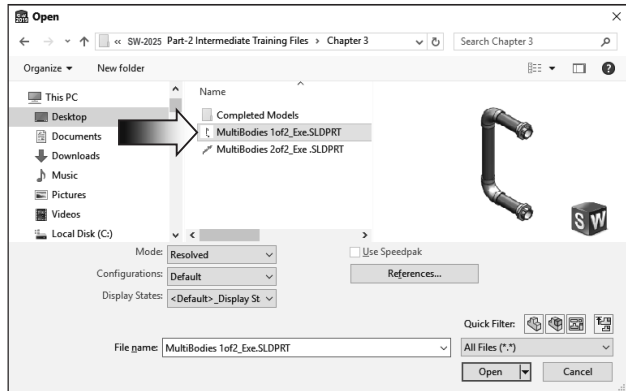 Open
« SW-2025 Part-2 Intermediate Training Files > Chapter 3
Search Chapter 3
Organize
New folder
This PC
Desktop
Documents
Downloads
Music
Pictures
Videos
Local Disk (C:)
Name
Completed Models
MultiBodies 1of2_Exe.SLDPRT
MultiBodies 2of2_Exe .SLDPRT
SW
Mode: Resolved
Use Speedpak
Configurations: Default
References...
Display States: <Default>_Display St
Quick Filter:
File name: MultiBodies 1of2_Exe.SLDPRT
All Files (*.*)
Open
Cancel